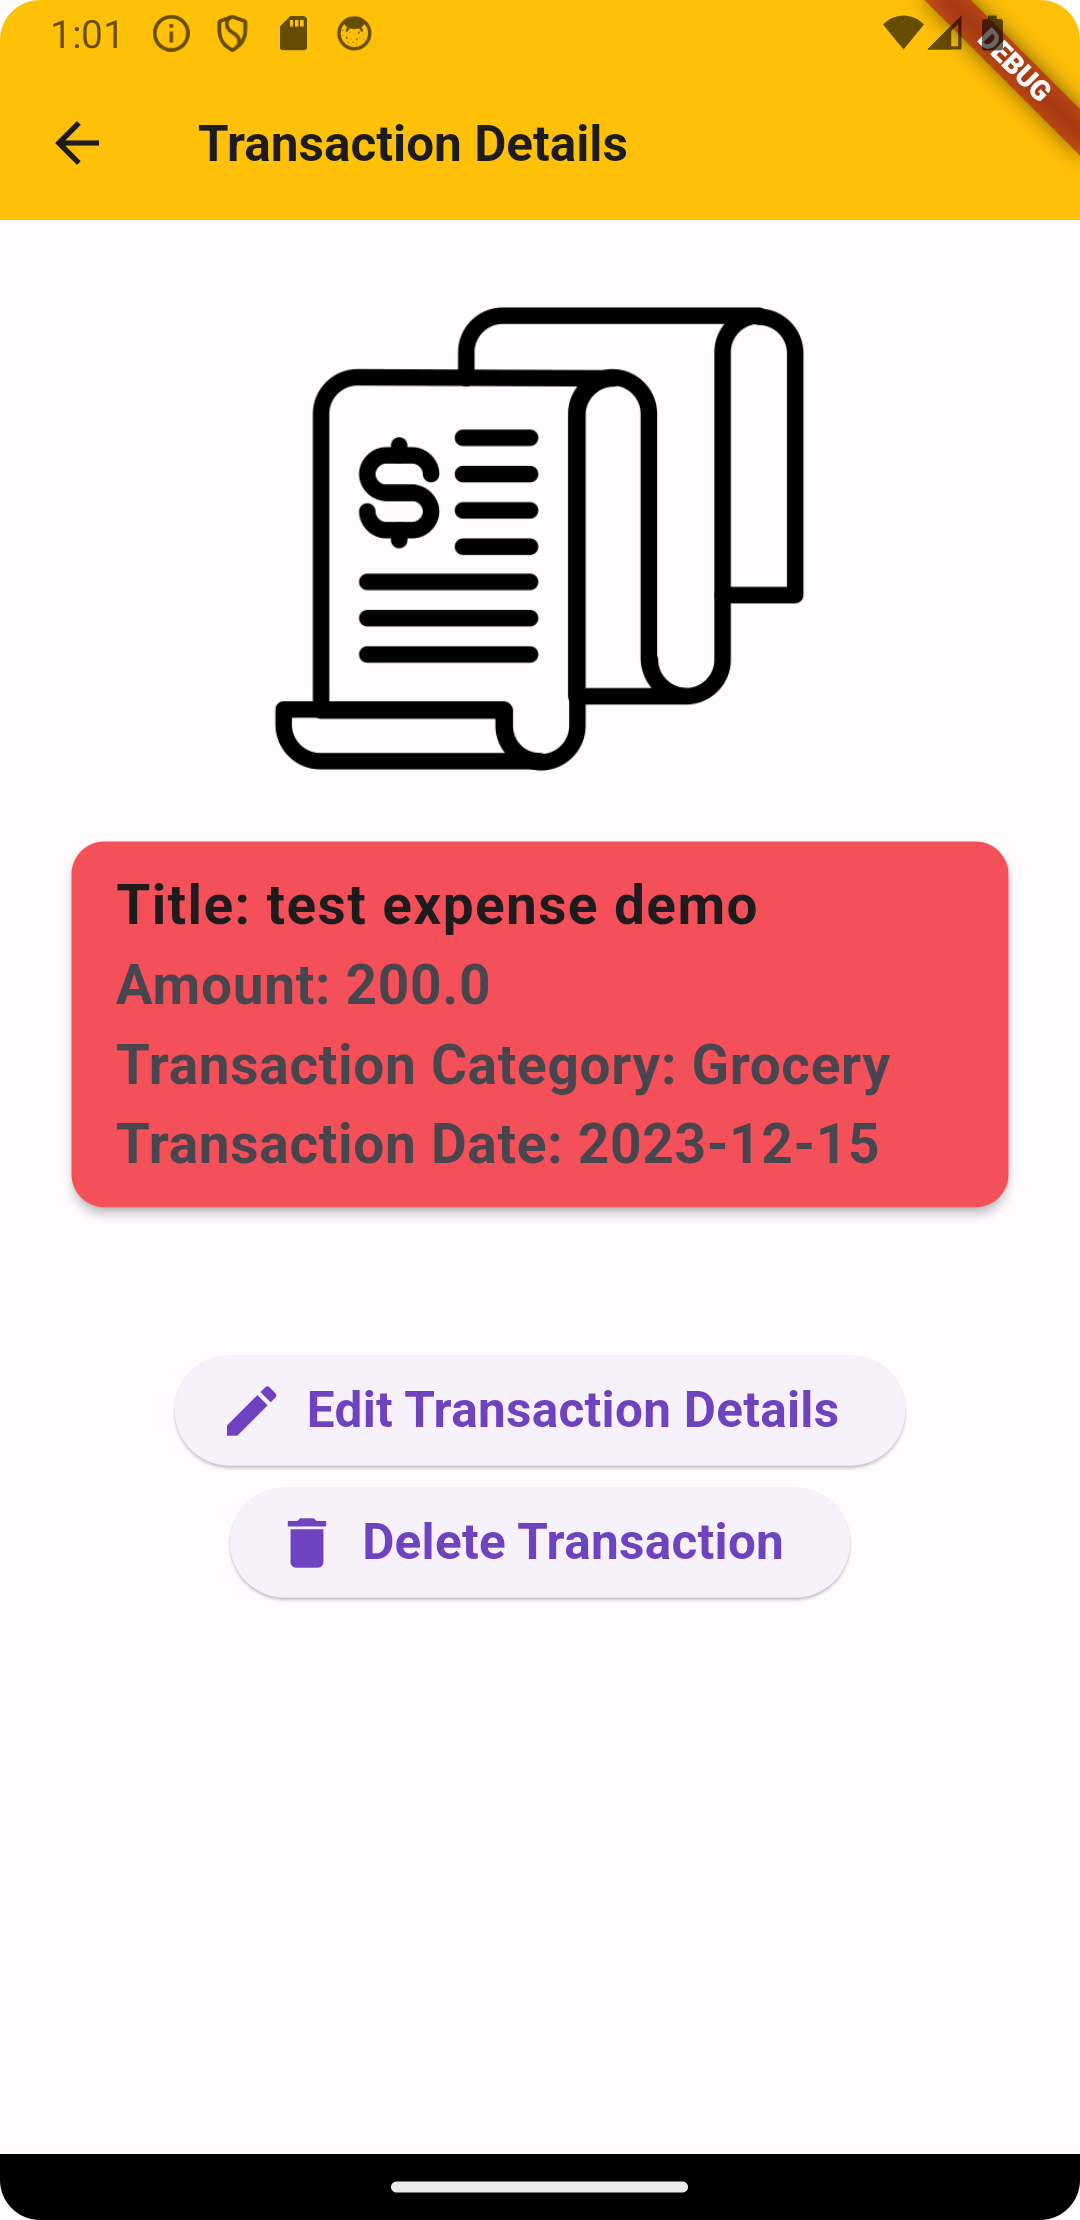 1:01
DEBUG
Transaction Details
$
Title: test expense demo
Amount: 200.0
Transaction Category: Grocery
Transaction Date: 2023-12-15
Edit Transaction Details
Delete Transaction